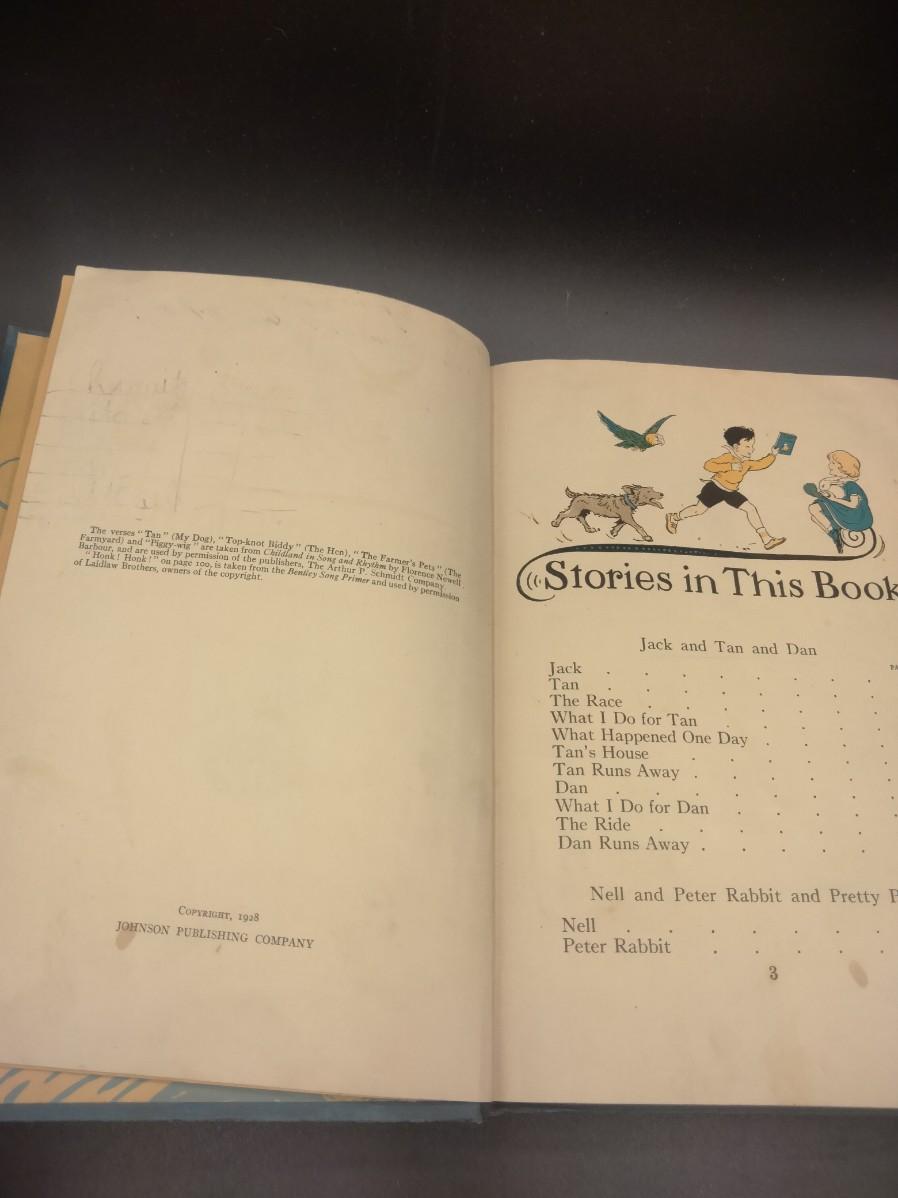 The verses "Tan" (My Dog), "Top-knot Biddy" (The Hen), "The Farmer's Pets" (The
Farmyard) and "Piggy-wig" are taken from Childland in Song and Rhythm by Florence Newell
Barbour, and are used by permission of the publishers, The Arthur P. Schmidt Company.
"Honk! Honk!" on page 100, is taken from the Bentley Song Primer and used by permission
of Laidlaw Brothers, owners of the copyright.
Copyright, 1928
JOHNSON PUBLISHING COMPANY
Stories in This Book
Jack and Tan and Dan
Jack . . . . . . . .
Tan . . . . . . . .
The Race . . . . . . .
What I Do for Tan . . . . .
What Happened One Day . . . .
Tan's House . . . . . .
Tan Runs Away . . . . . .
Dan . . . . . . . .
What I Do for Dan . . . . .
The Ride . . . . . . .
Dan Runs Away . . . . . .
Nell and Peter Rabbit and Pretty P
Nell . . . . . . .
Peter Rabbit . . . . .
3